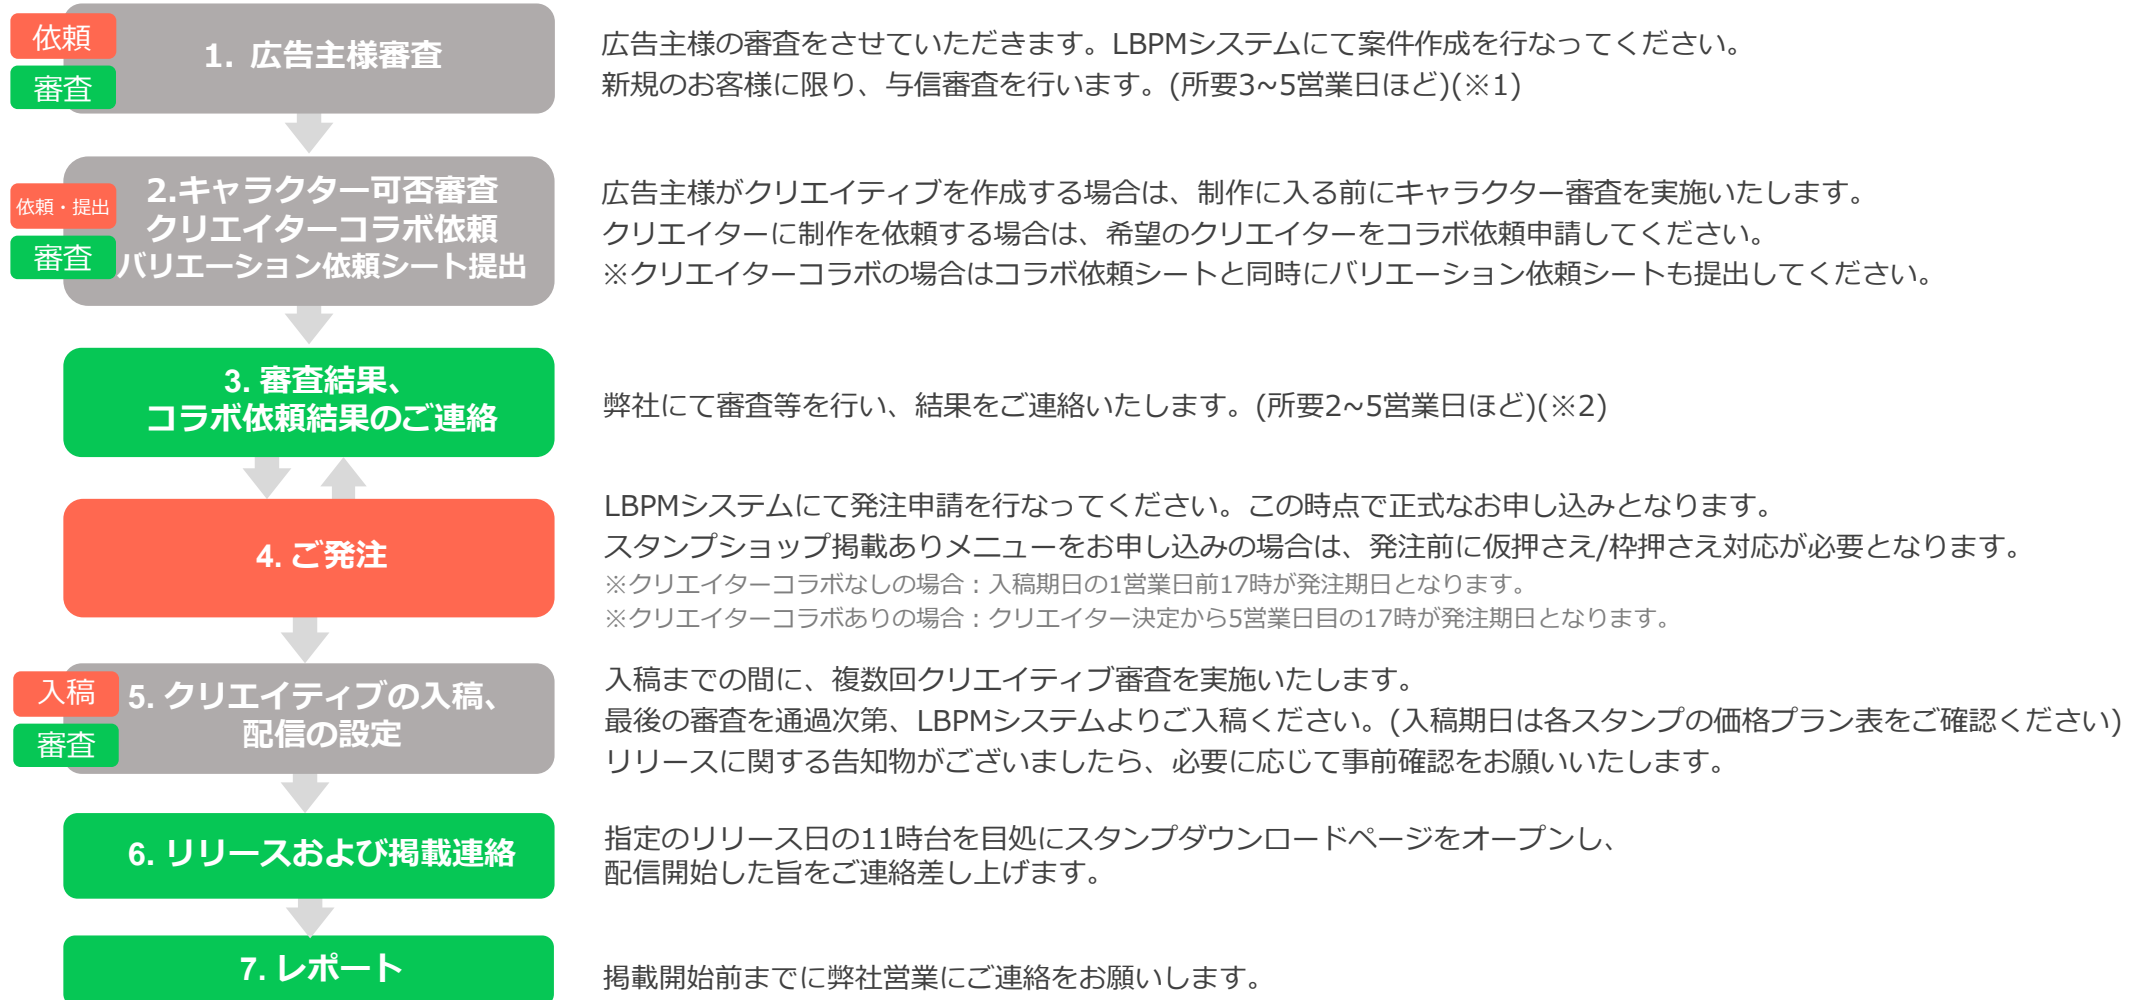 依頼
審査
1. 広告主様審査
広告主様の審査をさせていただきます。LBPMシステムにて案件作成を行なってください。
新規のお客様に限り、与信審査を行います。(所要3~5営業日ほど)(※1)
依頼・提出
審査
2.キャラクター可否審査
クリエイターコラボ依頼
バリエーション依頼シート提出
広告主様がクリエイティブを作成する場合は、制作に入る前にキャラクター審査を実施いたします。
クリエイターに制作を依頼する場合は、希望のクリエイターをコラボ依頼申請してください。
※クリエイターコラボの場合はコラボ依頼シートと同時にバリエーション依頼シートも提出してください。
3. 審査結果、
コラボ依頼結果のご連絡
弊社にて審査等を行い、結果をご連絡いたします。(所要2~5営業日ほど)(※2)
4. ご発注
LBPMシステムにて発注申請を行なってください。この時点で正式なお申し込みとなります。
スタンプショップ掲載ありメニューをお申し込みの場合は、発注前に仮押さえ/枠押さえ対応が必要となります。
※クリエイターコラボなしの場合：入稿期日の1営業日前17時が発注期日となります。
※クリエイターコラボありの場合：クリエイター決定から5営業日目の17時が発注期日となります。
入稿
審査
5. クリエイティブの入稿、
配信の設定
入稿までの間に、複数回クリエイティブ審査を実施いたします。
最後の審査を通過次第、LBPMシステムよりご入稿ください。(入稿期日は各スタンプの価格プラン表をご確認ください)
リリースに関する告知物がございましたら、必要に応じて事前確認をお願いいたします。
6. リリースおよび掲載連絡
指定のリリース日の11時台を目処にスタンプダウンロードページをオープンし、
配信開始した旨をご連絡差し上げます。
7. レポート
掲載開始前までに弊社営業にご連絡をお願いします。